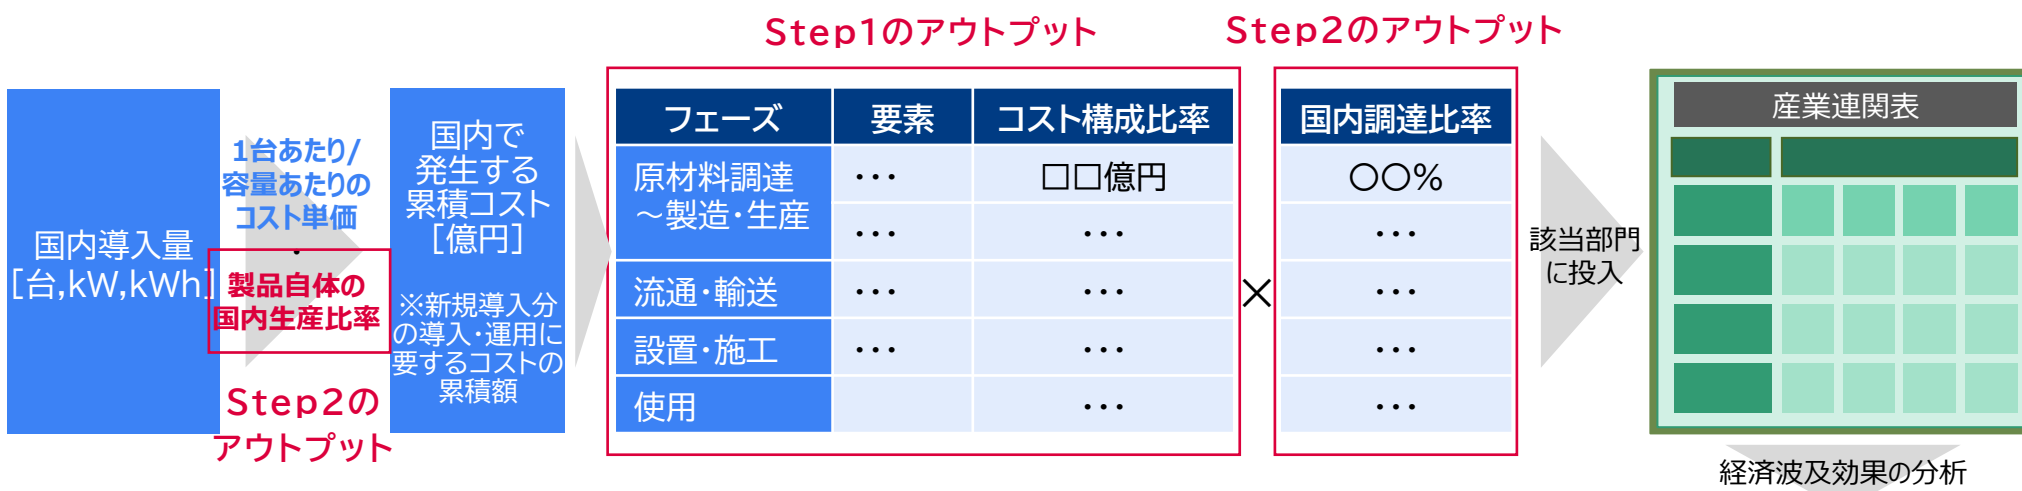 Step1のアウトプット
Step2のアウトプット
国内導入量
[台,kW,kWh]
1台あたり/
容量あたりの
コスト単価
・
製品自体の
国内生産比率
Step2の
アウトプット
国内で
発生する
累積コスト
[億円]
※新規導入分
の導入・運用に
要するコストの
累積額
フェーズ 要素 コスト構成比率
原材料調達
～製造・生産
・・・ □□億円
・・・ ・・・
流通・輸送 ・・・ ・・・
設置・施工 ・・・ ・・・
使用 ・・・
×
国内調達比率
○○%
・・・
・・・
・・・
・・・
該当部門
に投入
産業連関表
経済波及効果の分析